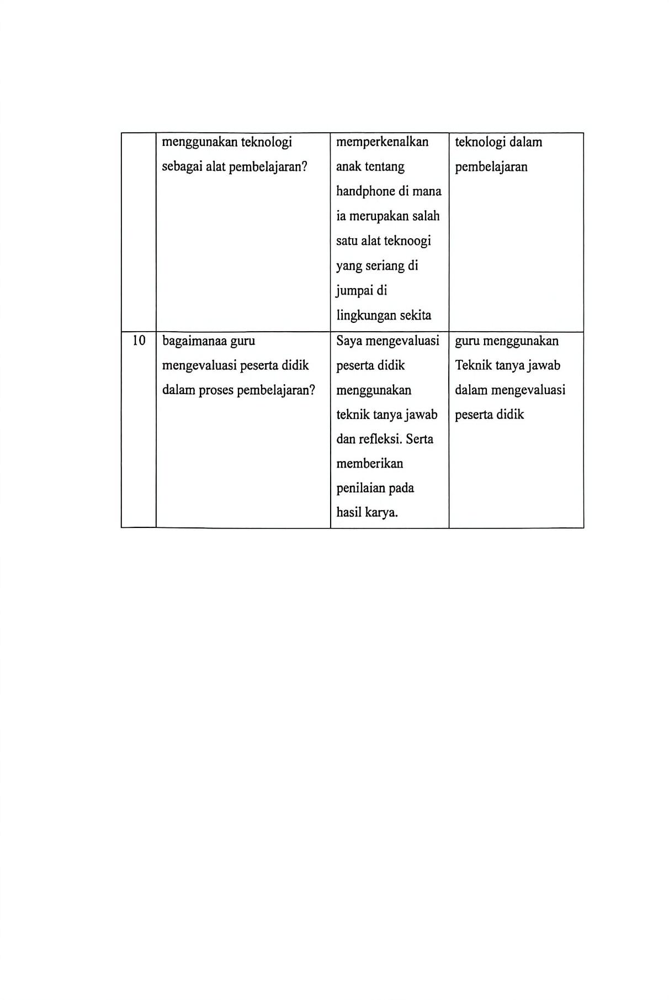 menggunakan teknologi
sebagai alat pembelajaran?
memperkenalkan
anak tentang
handphone di mana
ia merupakan salah
satu alat teknoogi
yang seriang di
jumpai di
lingkungan sekita
teknologi dalam
pembelajaran
10
bagaimanaa guru
mengevaluasi peserta didik
dalam proses pembelajaran?
Saya mengevaluasi
peserta didik
menggunakan
teknik tanya jawab
dan refleksi. Serta
memberikan
penilaian pada
hasil karya.
guru menggunakan
Teknik tanya jawab
dalam mengevaluasi
peserta didik